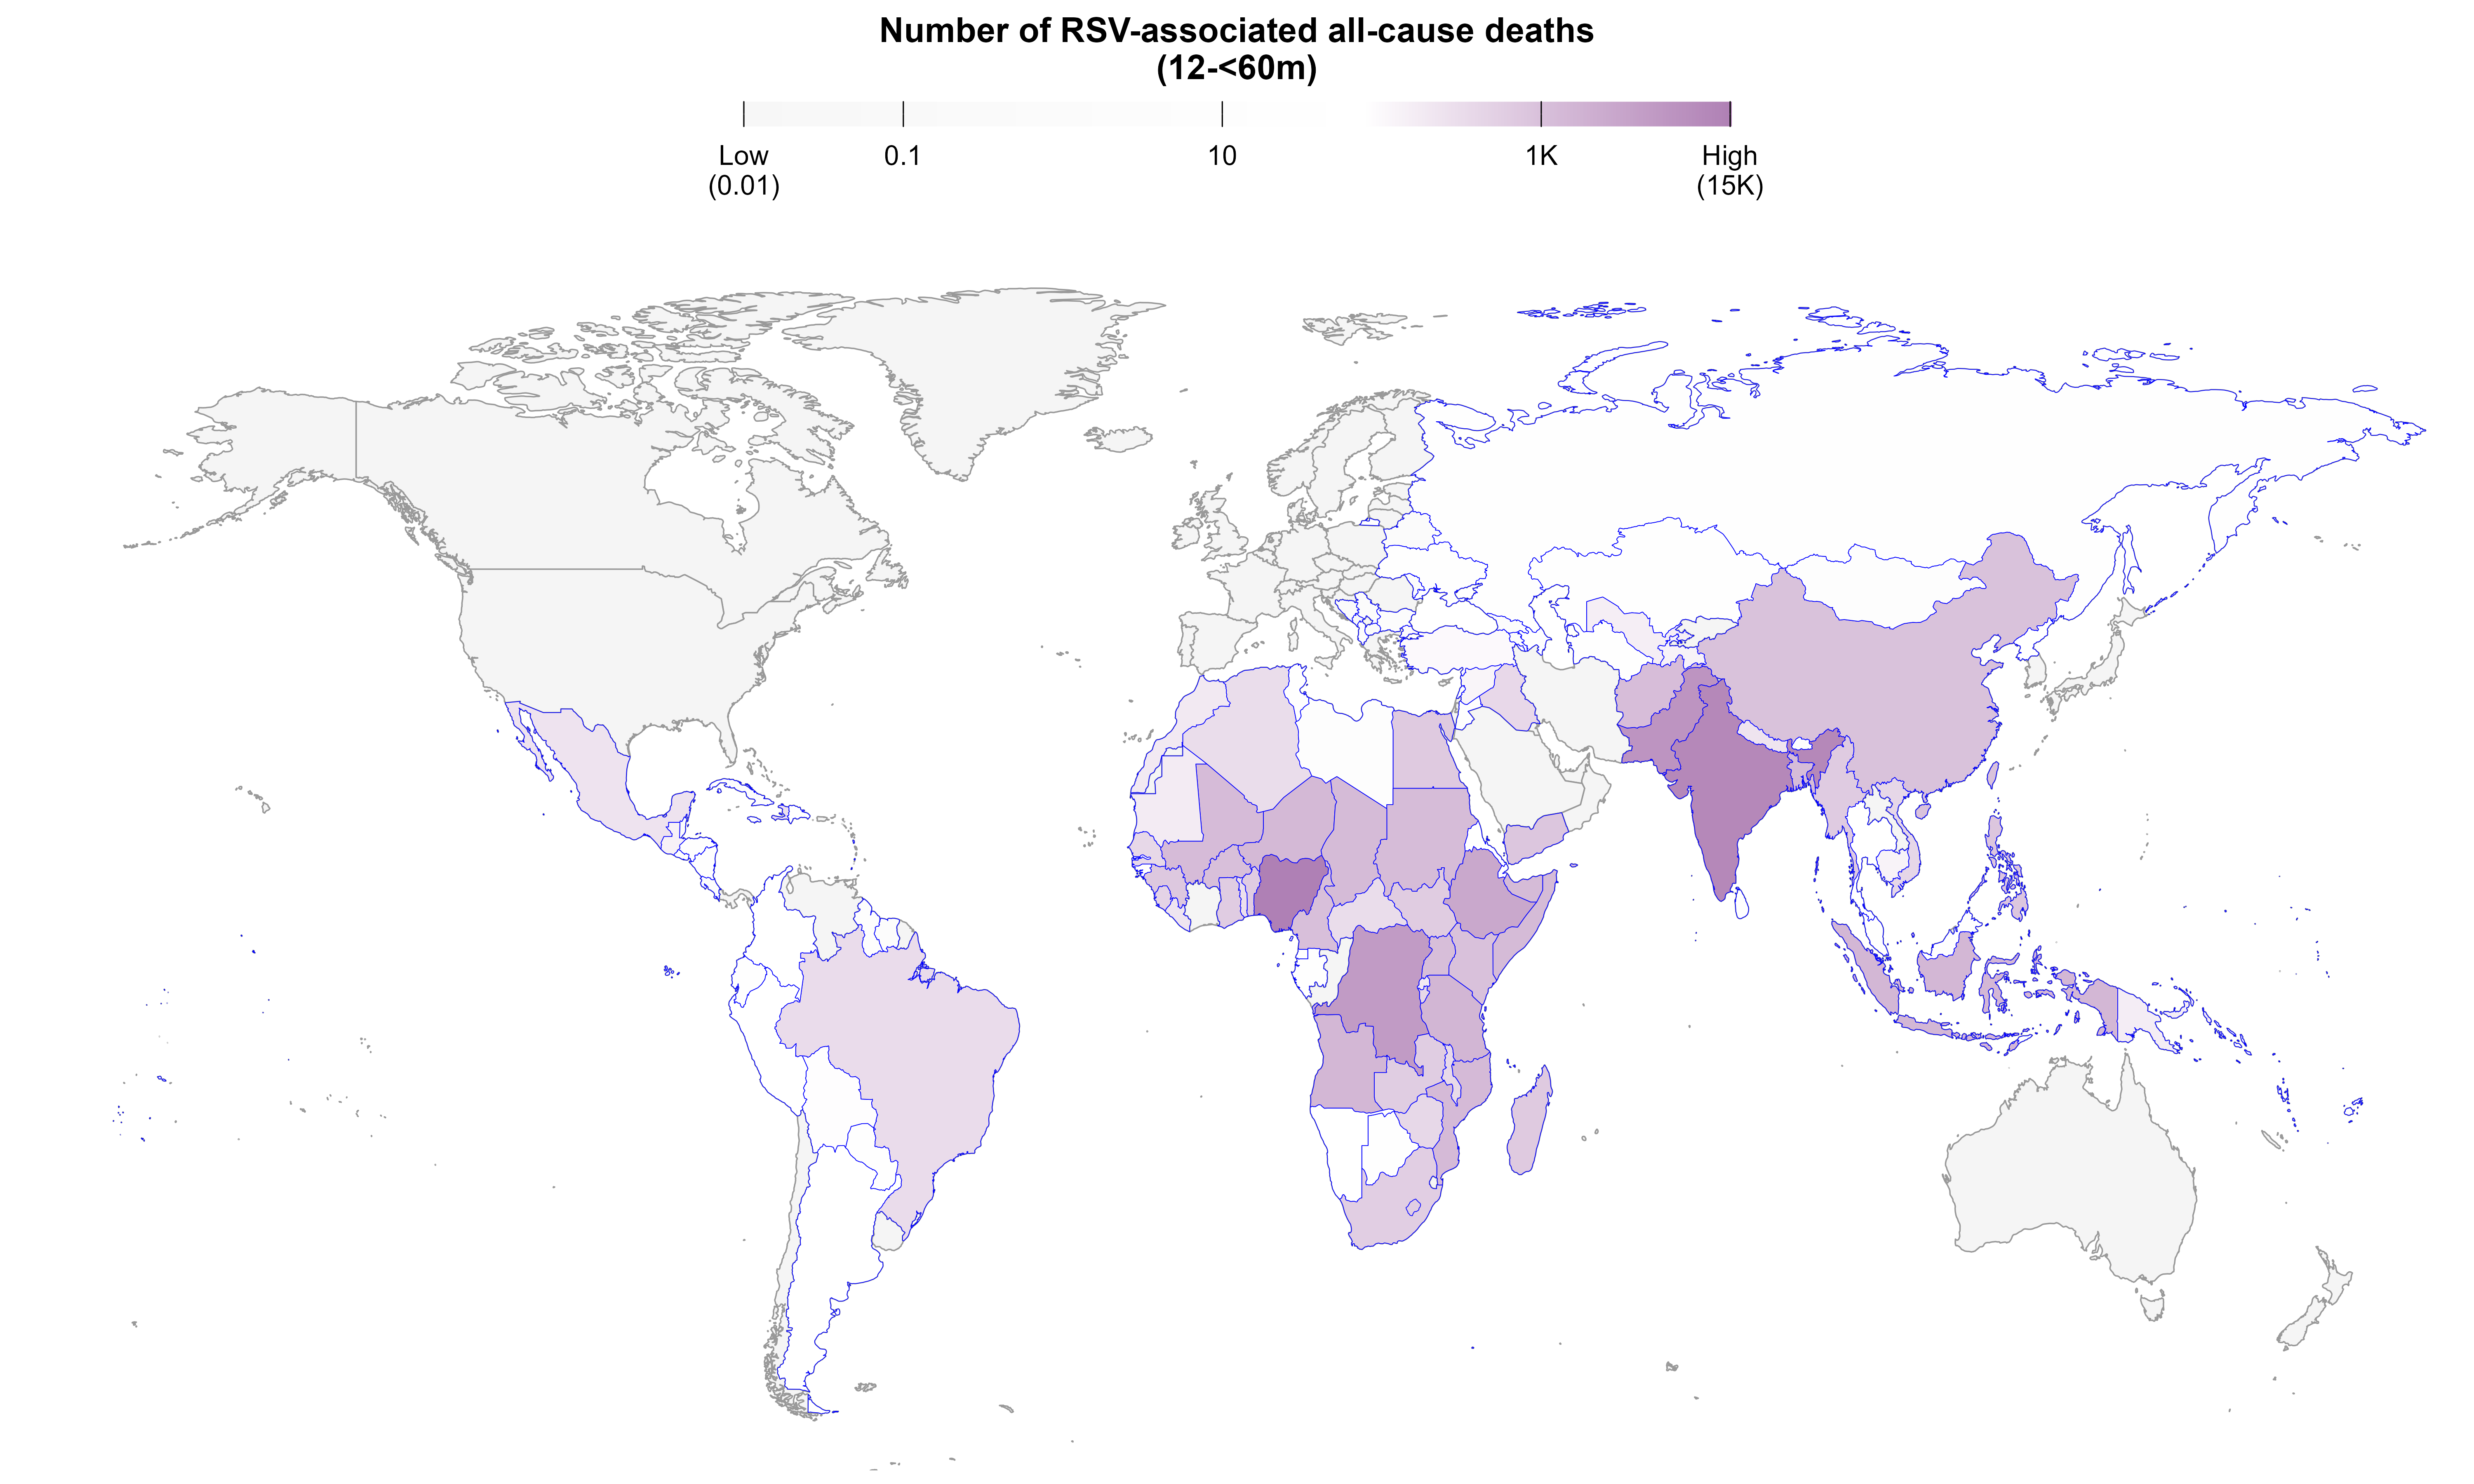 Number of RSV-associated all-cause deaths
(12-<60m)
Low 0.1 10 1K High
(0.01) (15K)